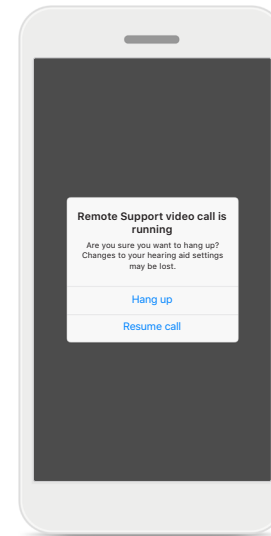 Remote Support video call is
running
Are you sure you want to hang up?
Changes to your hearing aid settings
may be lost.
Hang up
Resume call